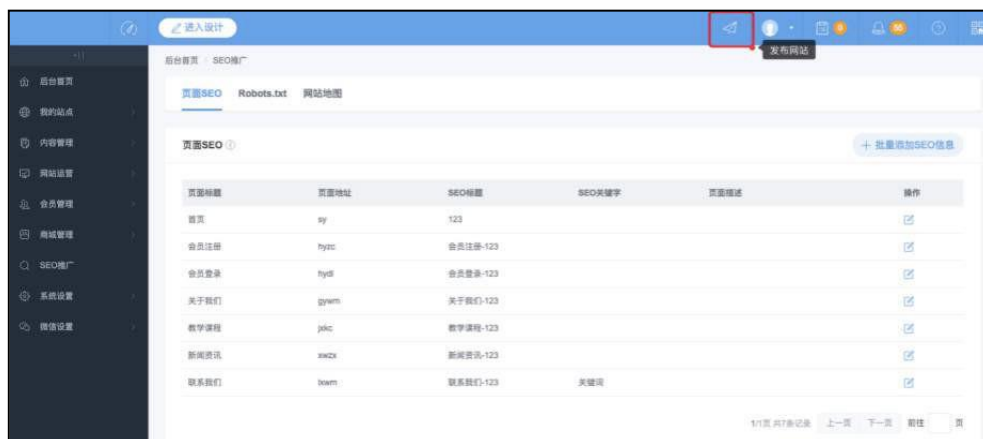 进入设计
发布网站
后台首页 / SEO推广
后台首页
我的站点
内容管理
网站运营
会员管理
商城管理
SEO推广
系统设置
微信设置
页面SEO Robots.txt 网站地图
页面SEO
+ 批量添加SEO信息
页面标题 页面地址 SEO标题 SEO关键字 页面描述 操作
首页 sy 123
会员注册 hyzc 会员注册-123
会员登录 hydl 会员登录-123
关于我们 gywm 关于我们-123
教学课程 jxkc 教学课程-123
新闻资讯 xwzx 新闻资讯-123
联系我们 lxwm 联系我们-123 关键词
1/1页 共7条记录 上一页 下一页 前往 页